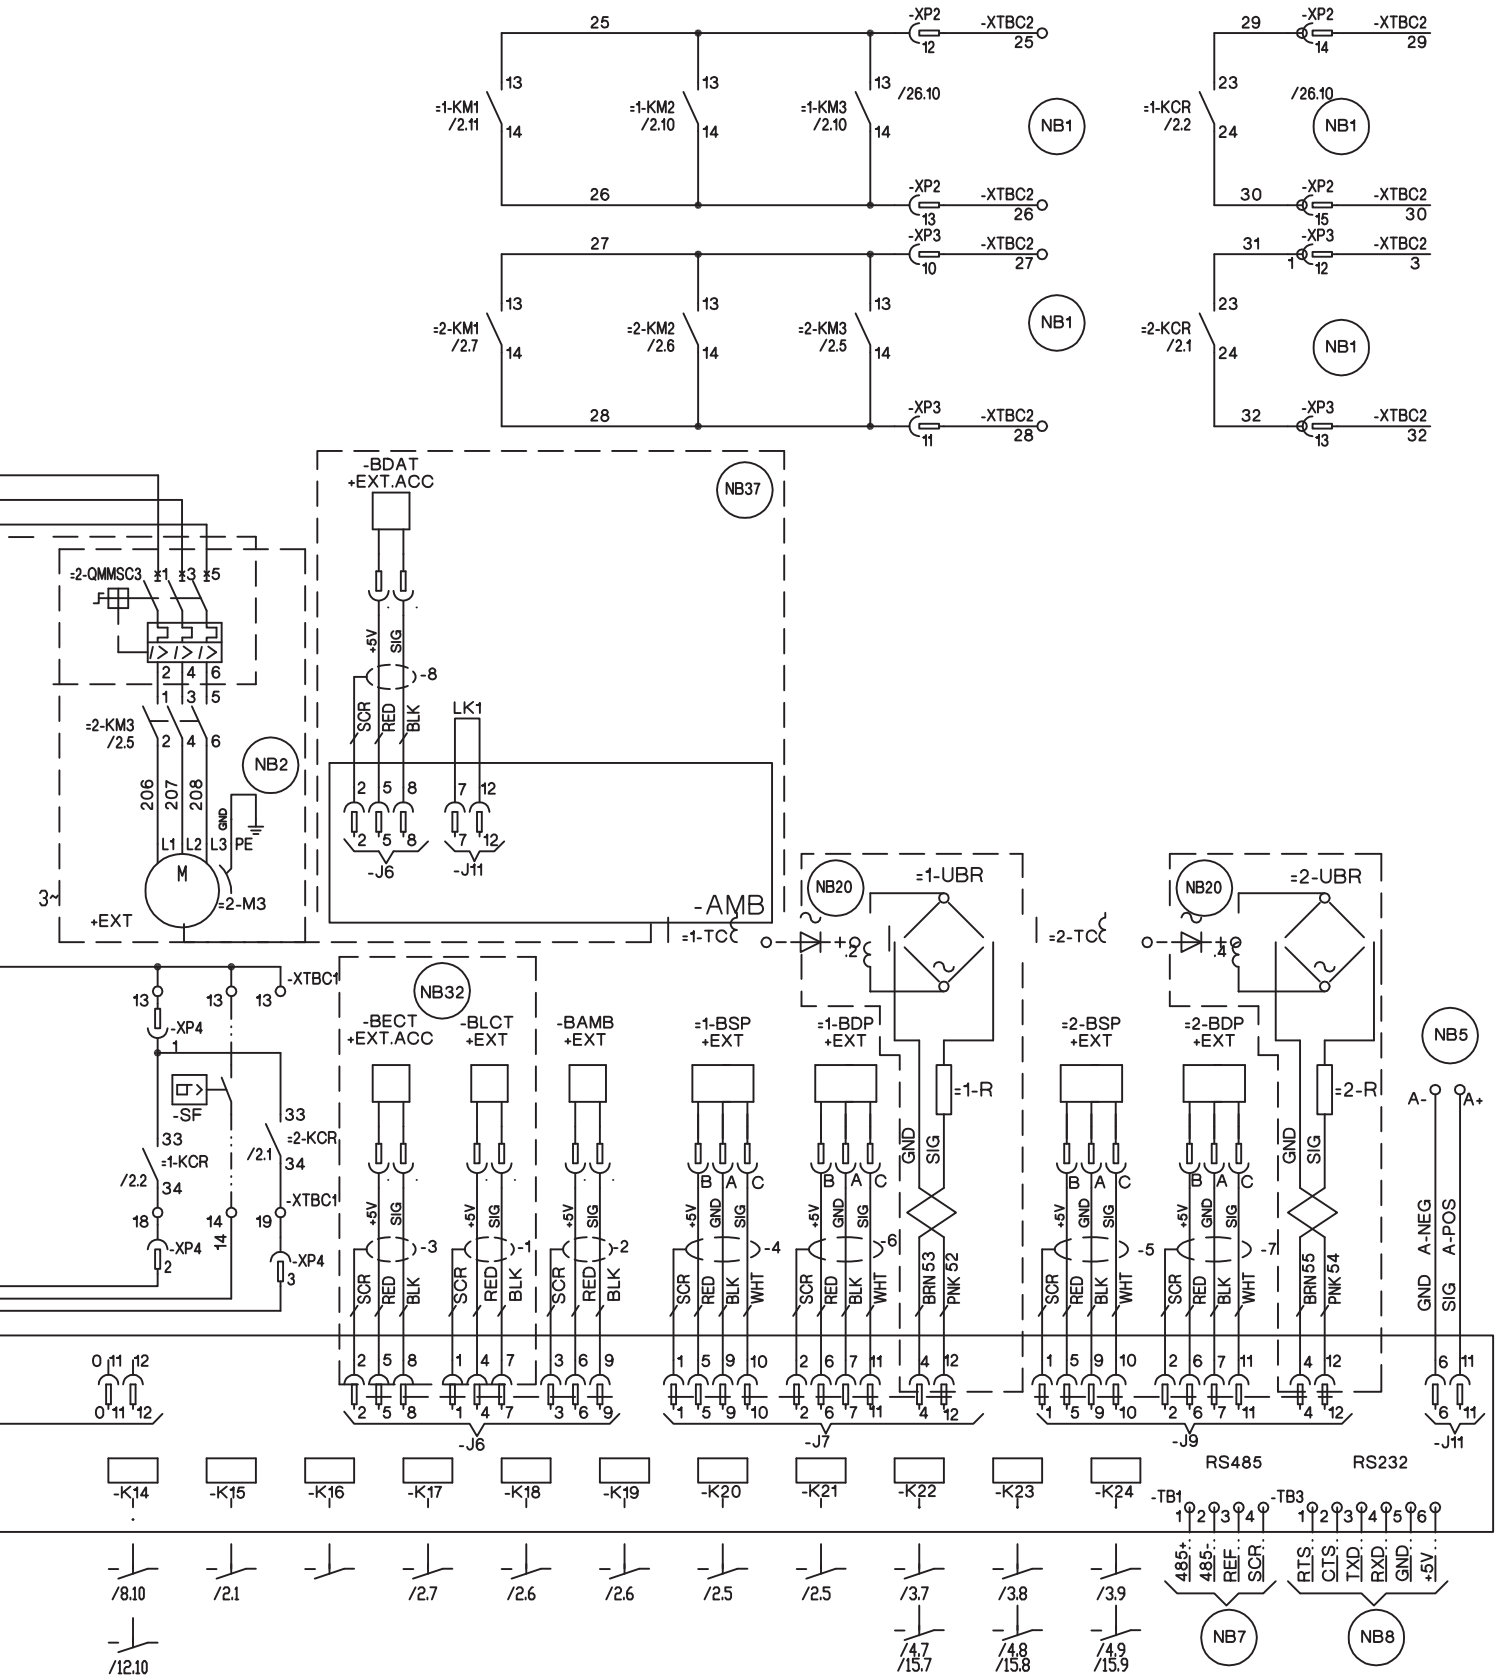 25 -XP2 12 -XTBC2 25
29 -XP2 14 -XTBC2 29
13 13 13 /26.10 23 /26.10
=1-KM1 /2.11 14
=1-KM2 /2.10 14
=1-KM3 /2.10 14
NB1
=1-KCR /2.2 24
NB1
26 -XP2 13 -XTBC2 26
30 -XP2 15 -XTBC2 30
27 -XP3 10 -XTBC2 27
31 1 -XP3 12 -XTBC2 3
13 13 13 23
=2-KM1 /2.7 14
=2-KM2 /2.6 14
=2-KM3 /2.5 14
NB1
=2-KCR /2.1 24
NB1
28 -XP3 11 -XTBC2 28
32 -XP3 13 -XTBC2 32
-BDAT
+EXT.ACC
NB37
=2-QMMSC3 1 3 5
+5V SIG
2 4 6
-8
1 3 5
SCR RED BLK LK1
=2-KM3
/2.5 2 4 6
NB2
206 207 208 GND
2 5 8 7 12
L1 L2 L3 PE
2 5 8 7 12
-J6 -J11
M
3~ =2-M3
+EXT
-AMB
NB20 =1-UBR
NB20 =2-UBR
=1-TC + .2
=2-TC + .4
-XTBC1
13 13 13
NB32
-XP4
1
-BECT
+EXT.ACC
-BLCT
+EXT
-BAMB
+EXT
=1-BSP
+EXT
=1-BDP
+EXT
=2-BSP
+EXT
=2-BDP
+EXT
NB5
=1-R =2-R
A- A+
-SF
33 33
=2-KCR
/2.1 34
=1-KCR
/2.2 34
GND SIG GND SIG
B A C B A C B A C B A C
-XTBC1
18 14 19
14
-XP4 2
-XP4 3
+5V SIG +5V SIG +5V SIG +5V GND SIG +5V GND SIG +5V GND SIG +5V GND SIG
A-NEG A-POS
-3 -1 -2 -4 -6 -5 -7
SCR RED BLK SCR RED BLK SCR RED BLK SCR RED BLK WHT SCR RED BLK WHT BRN 53 PNK 52 SCR RED BLK WHT SCR RED BLK WHT BRN 55 PNK 54 GND SIG
0 11 12 2 5 8 1 4 7 3 6 9 1 5 9 10 2 6 7 11 4 12 1 5 9 10 2 6 7 11 4 12 6 11
0 11 12 2 5 8 1 4 7 3 6 9 1 5 9 10 2 6 7 11 4 12 1 5 9 10 2 6 7 11 4 12 6 11
-J6 -J7 -J9 -J11
RS485 RS232
-K14 -K15 -K16 -K17 -K18 -K19 -K20 -K21 -K22 -K23 -K24
-TB1 1 2 3 4
-TB3 1 2 3 4 5 6
485+ 485- REF SCR
RTS CTS TXD RXD GND +5V
/8.10 /2.1 /2.7 /2.6 /2.6 /2.5 /2.5 /3.7 /3.8 /3.9
NB7 NB8
/12.10 /4.7 /4.8 /4.9
/15.7 /15.8 /15.9